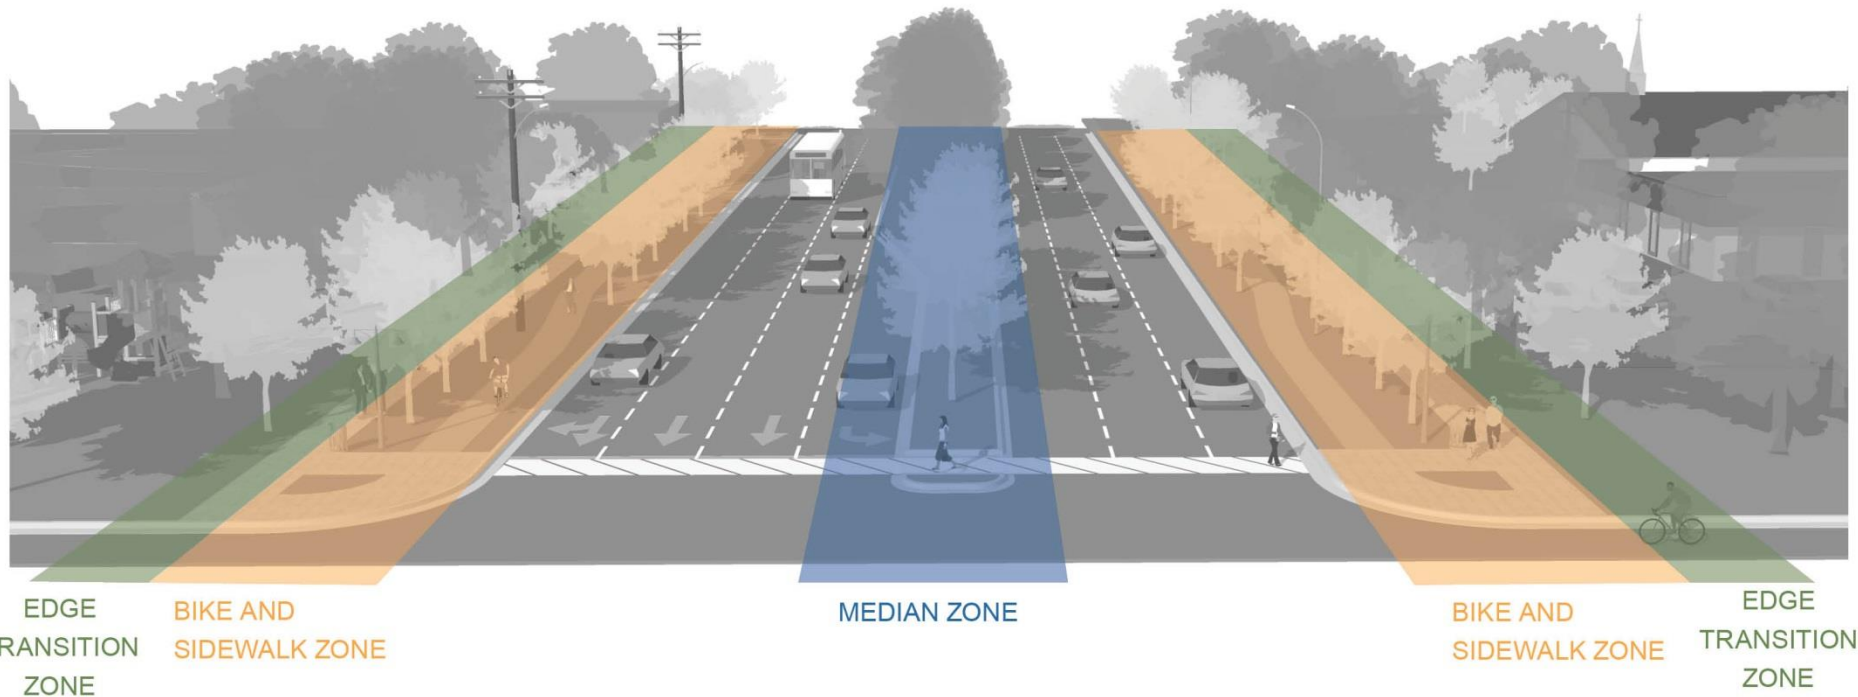 EDGE
RANSITION
ZONE
BIKE AND
SIDEWALK ZONE
MEDIAN ZONE
BIKE AND
SIDEWALK ZONE
EDGE
TRANSITION
ZONE